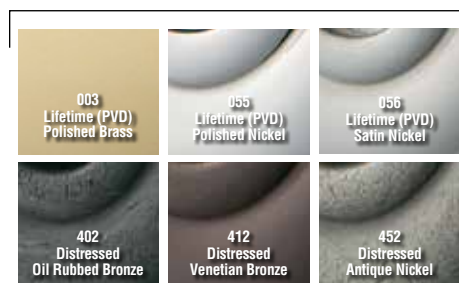 003
Lifetime (PVD)
Polished Brass
055
Lifetime (PVD)
Polished Nickel
056
Lifetime (PVD)
Satin Nickel
402
Distressed
Oil Rubbed Bronze
412
Distressed
Venetian Bronze
452
Distressed
Antique Nickel